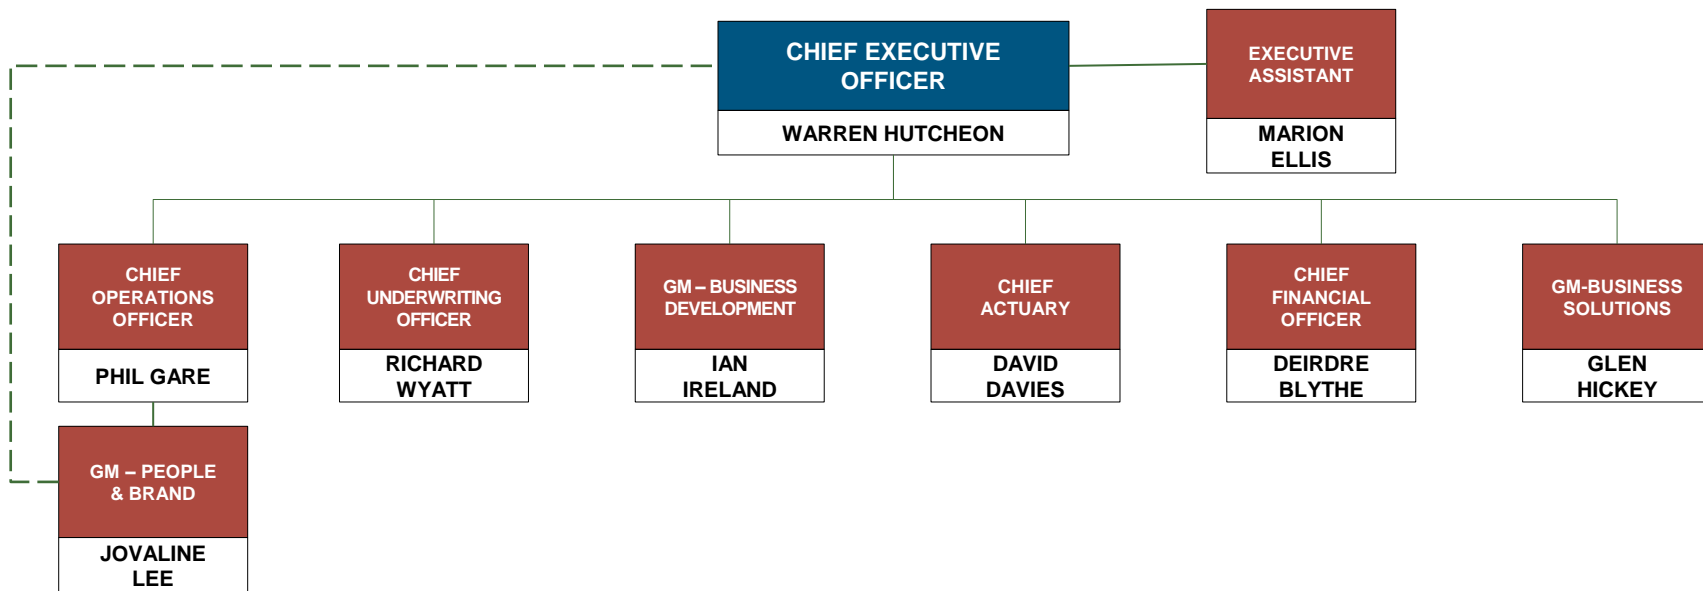 CHIEF EXECUTIVE
OFFICER
WARREN HUTCHEON
EXECUTIVE
ASSISTANT
MARION
ELLIS
CHIEF
OPERATIONS
OFFICER
PHIL GARE
CHIEF
UNDERWRITING
OFFICER
RICHARD
WYATT
GM – BUSINESS
DEVELOPMENT
IAN
IRELAND
CHIEF
ACTUARY
DAVID
DAVIES
CHIEF
FINANCIAL
OFFICER
DEIRDRE
BLYTHE
GM-BUSINESS
SOLUTIONS
GLEN
HICKEY
GM – PEOPLE
& BRAND
JOVALINE
LEE